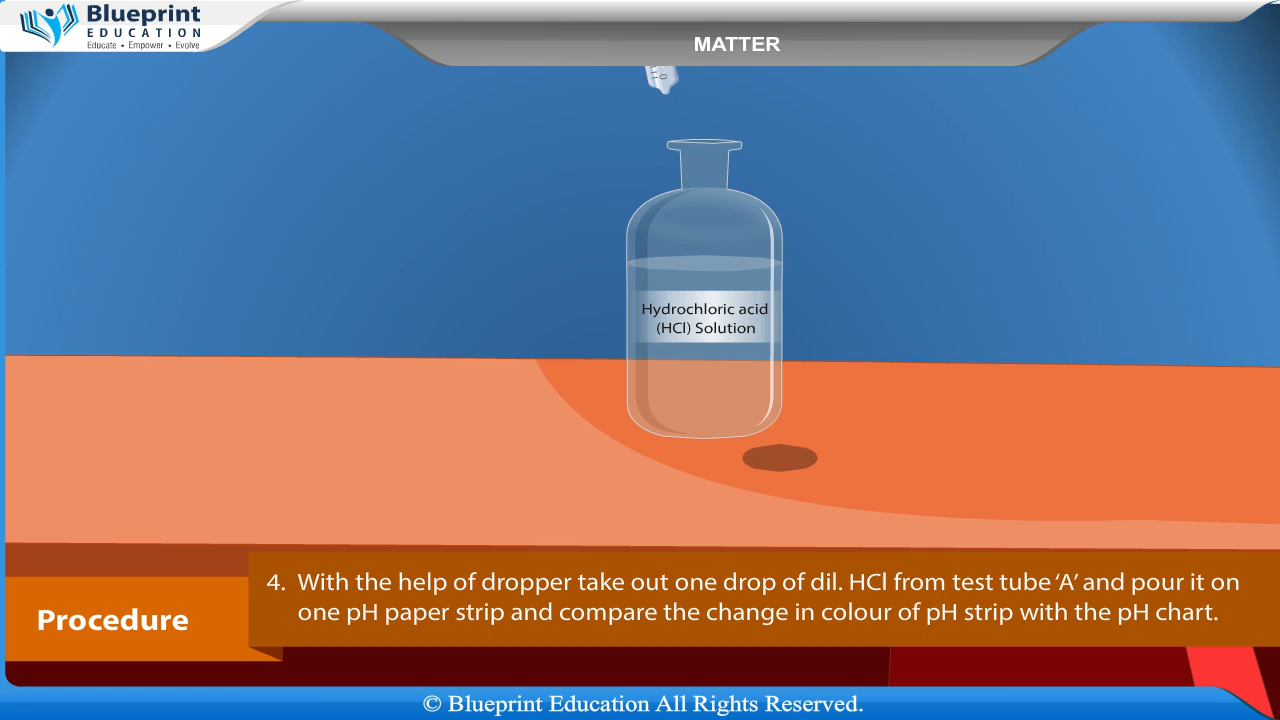 Blueprint
EDUCATION
Educate • Empower • Evolve
MATTER
Hydrochloric acid
(HCl) Solution
Procedure
4. With the help of dropper take out one drop of dil. HCl from test tube ‘A’ and pour it on
one pH paper strip and compare the change in colour of pH strip with the pH chart.
© Blueprint Education All Rights Reserved.